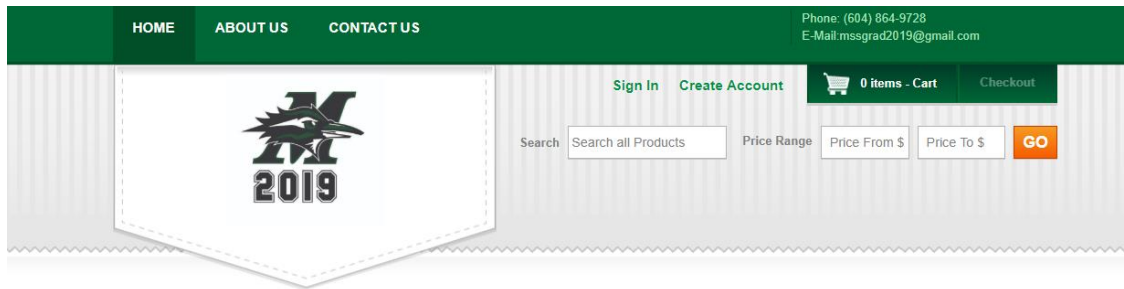 HOME ABOUT US CONTACT US
Phone: (604) 864-9728
E-Mail:mssgrad2019@gmail.com
Sign In Create Account 0 items - Cart Checkout
M
2019
Search Search all Products Price Range Price From $ Price To $ GO